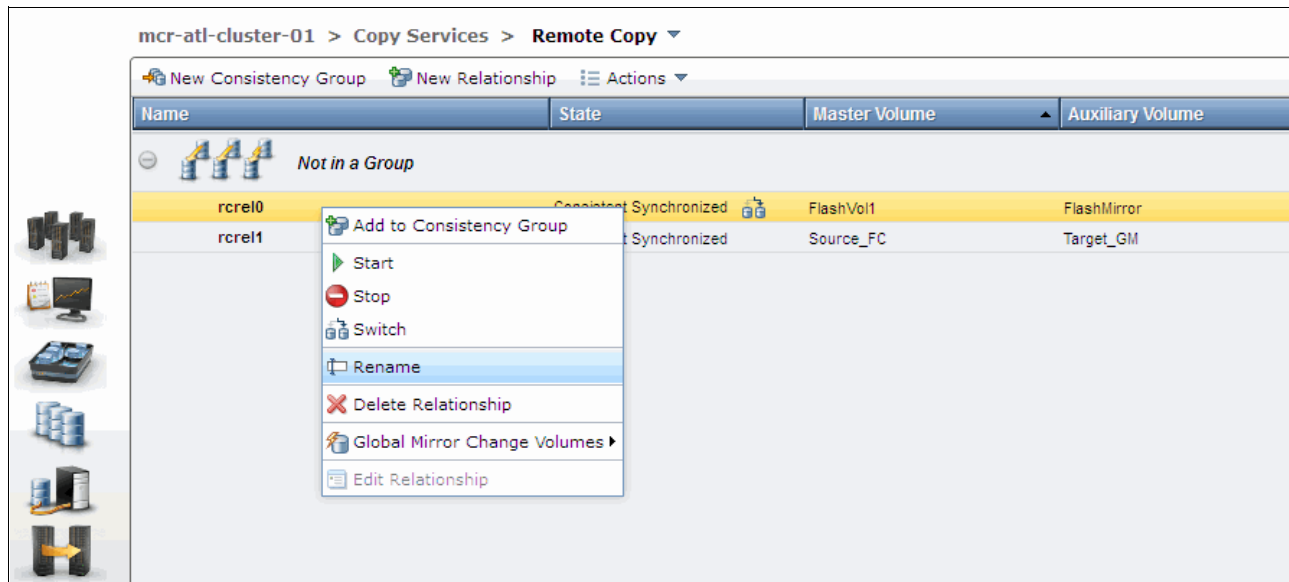 mcr-atl-cluster-01 > Copy Services > Remote Copy
New Consistency Group New Relationship Actions
Name State Master Volume Auxiliary Volume
Not in a Group
rcrel0 Consistent Synchronized FlashVol1 FlashMirror
Add to Consistency Group
rcrel1 t Synchronized Source_FC Target_GM
Start
Stop
Switch
Rename
Delete Relationship
Global Mirror Change Volumes
Edit Relationship